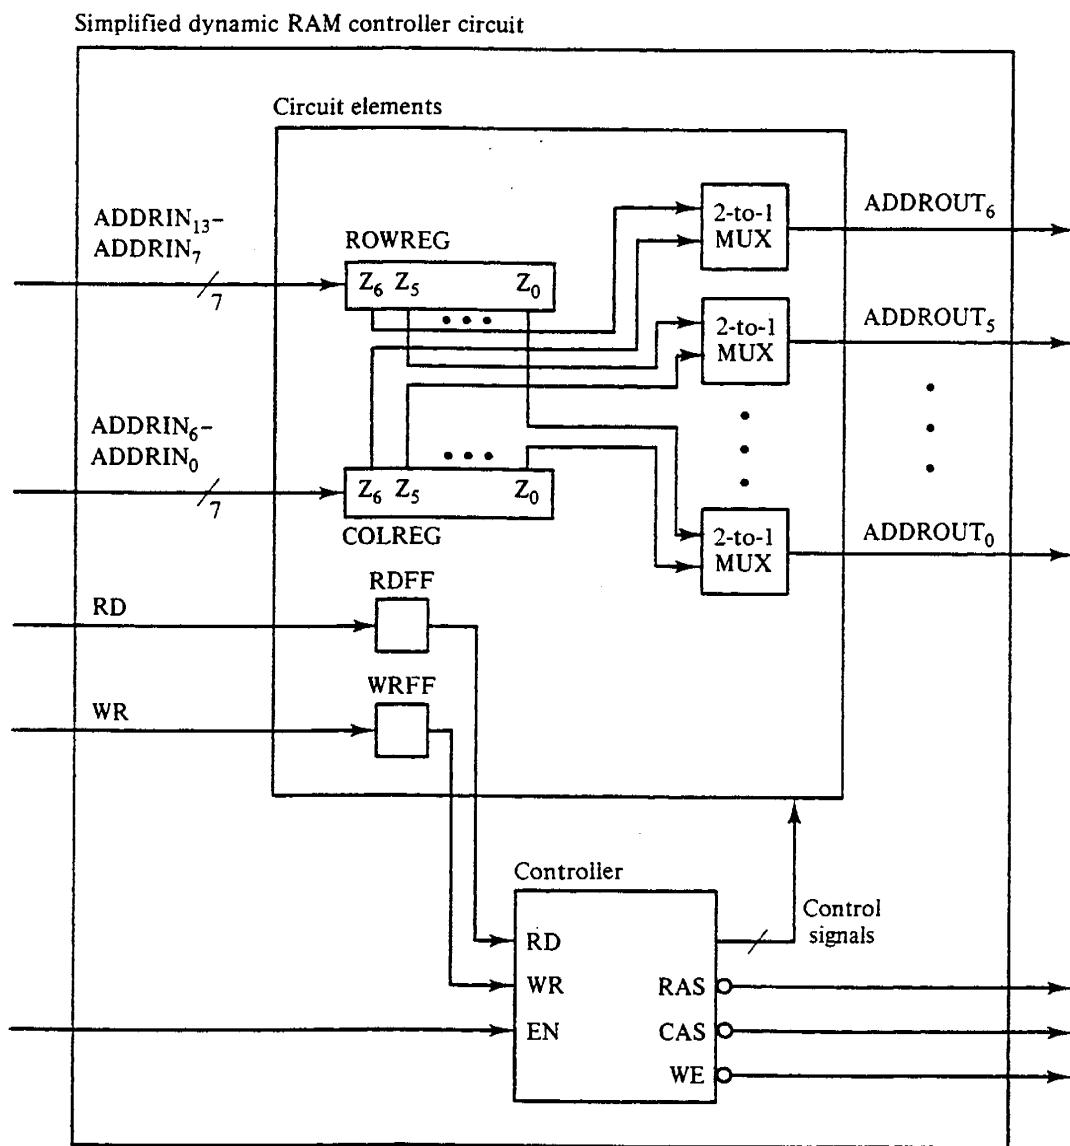 Simplified dynamic RAM controller circuit
Circuit elements
ADDRIN₁₃–
ADDRIN₇
7
ROWREG
Z₆ Z₅ Z₀
2-to-1
MUX
ADDROUT₆
2-to-1
MUX
ADDROUT₅
ADDRIN₆–
ADDRIN₀
7
Z₆ Z₅ Z₀
COLREG
2-to-1
MUX
ADDROUT₀
RD
RDFF
WR
WRFF
Controller
Control
signals
RD
WR
EN
RAS
CAS
WE